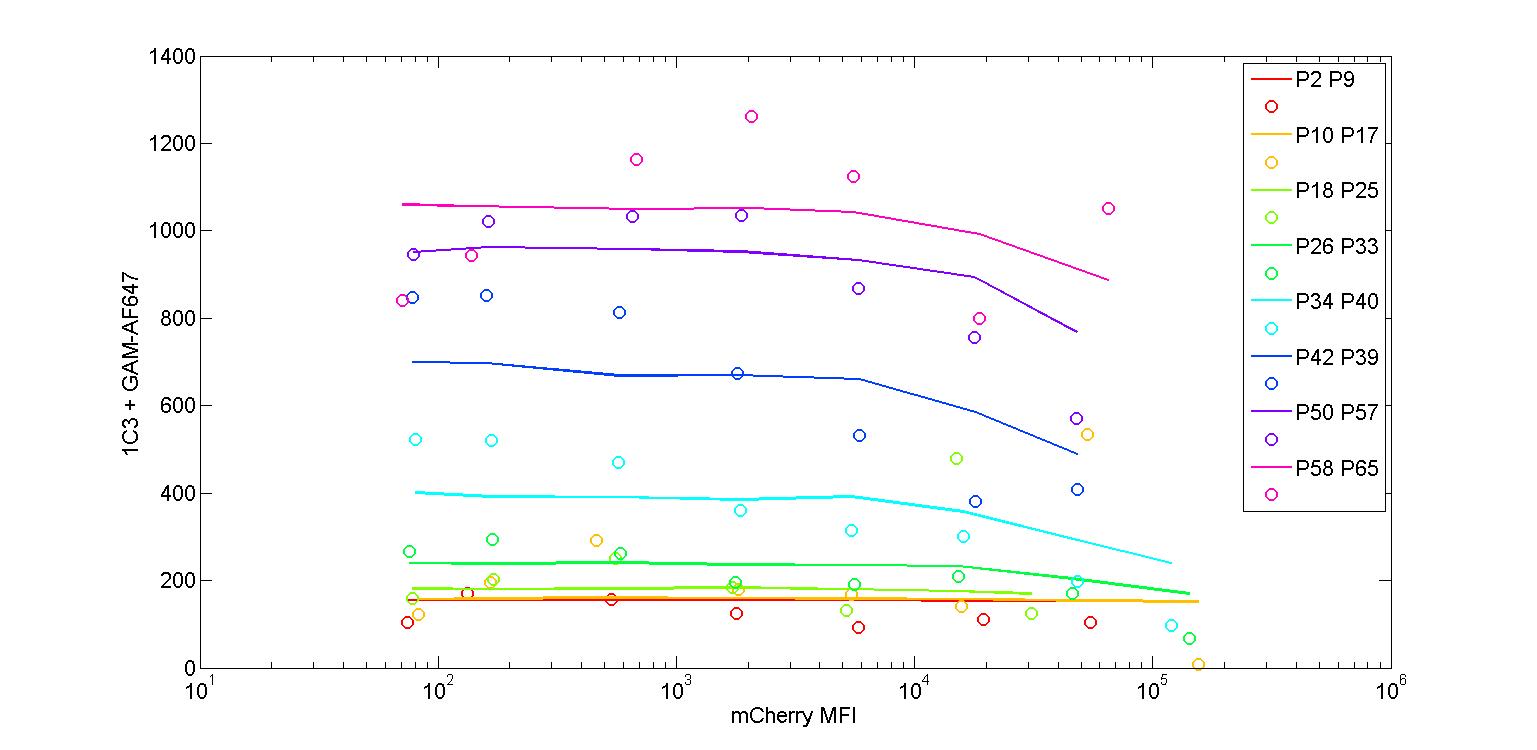 1400
1200
1000
800
600
400
200
0
1C3 + GAM-AF647
10^1 10^2 10^3 10^4 10^5 10^6
mCherry MFI
P2 P9
P10 P17
P18 P25
P26 P33
P34 P40
P42 P39
P50 P57
P58 P65